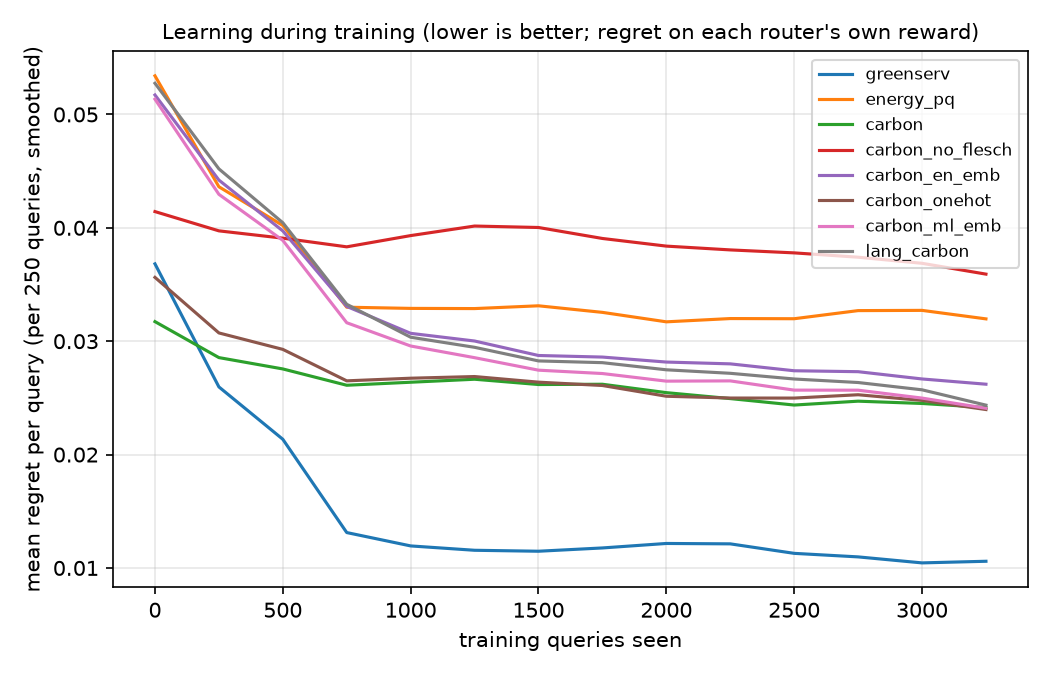 Learning during training (lower is better; regret on each router's own reward)
mean regret per query (per 250 queries, smoothed)
0.05
0.04
0.03
0.02
0.01
greenserv
energy_pq
carbon
carbon_no_flesch
carbon_en_emb
carbon_onehot
carbon_ml_emb
lang_carbon
0 500 1000 1500 2000 2500 3000
training queries seen